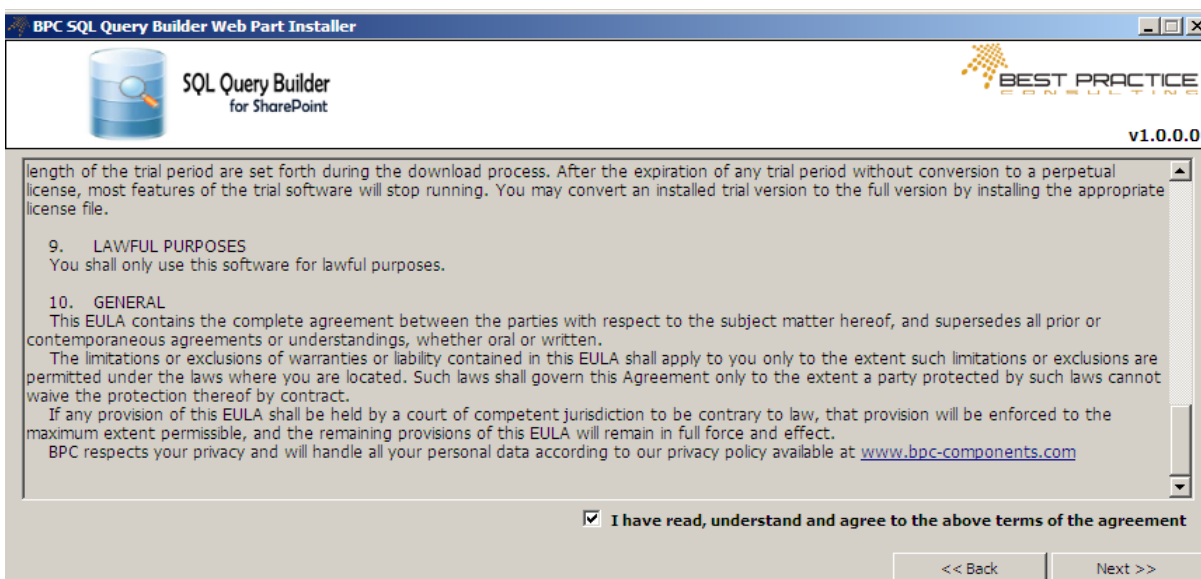 BPC SQL Query Builder Web Part Installer
SQL Query Builder
for SharePoint
BEST PRACTICE
CONSULTING
v1.0.0.0
length of the trial period are set forth during the download process. After the expiration of any trial period without conversion to a perpetual
license, most features of the trial software will stop running. You may convert an installed trial version to the full version by installing the appropriate
license file.
9. LAWFUL PURPOSES
You shall only use this software for lawful purposes.
10. GENERAL
This EULA contains the complete agreement between the parties with respect to the subject matter hereof, and supersedes all prior or
contemporaneous agreements or understandings, whether oral or written.
The limitations or exclusions of warranties or liability contained in this EULA shall apply to you only to the extent such limitations or exclusions are
permitted under the laws where you are located. Such laws shall govern this Agreement only to the extent a party protected by such laws cannot
waive the protection thereof by contract.
If any provision of this EULA shall be held by a court of competent jurisdiction to be contrary to law, that provision will be enforced to the
maximum extent permissible, and the remaining provisions of this EULA will remain in full force and effect.
BPC respects your privacy and will handle all your personal data according to our privacy policy available at www.bpc-components.com
I have read, understand and agree to the above terms of the agreement
<< Back
Next >>